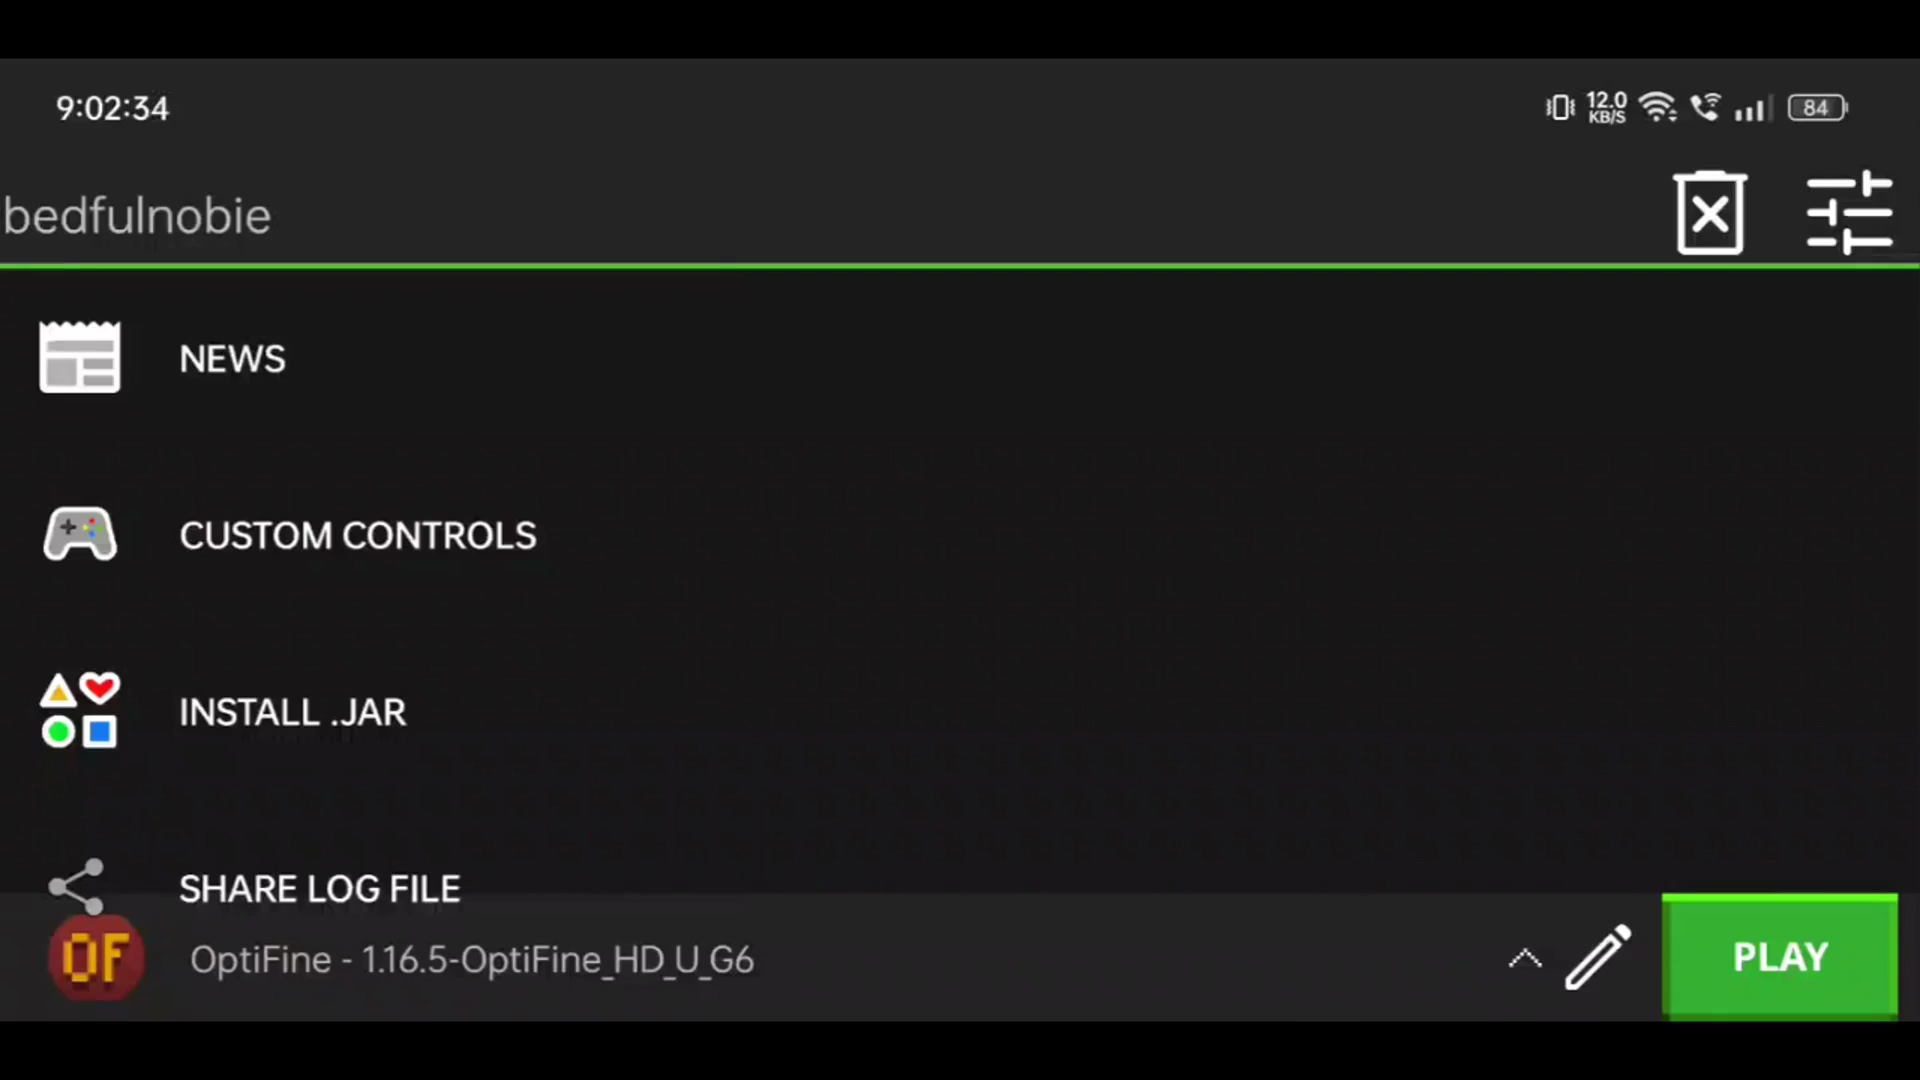 9:02:34
12.0
KB/S
84
bedfulnobie
NEWS
CUSTOM CONTROLS
INSTALL .JAR
SHARE LOG FILE
OF
OptiFine - 1.16.5-OptiFine_HD_U_G6
PLAY